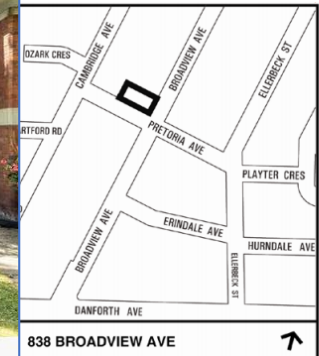 CAMBRIDGE AVE
OZARK CRES
BROADVIEW AVE
ELLERBECK ST
ARTFORD RD
PRETORIA AVE
PLAYTER CRES
BROADVIEW AVE
ERINDALE AVE
HURNDALE AVE
ELLERBECK ST
DANFORTH AVE
838 BROADVIEW AVE